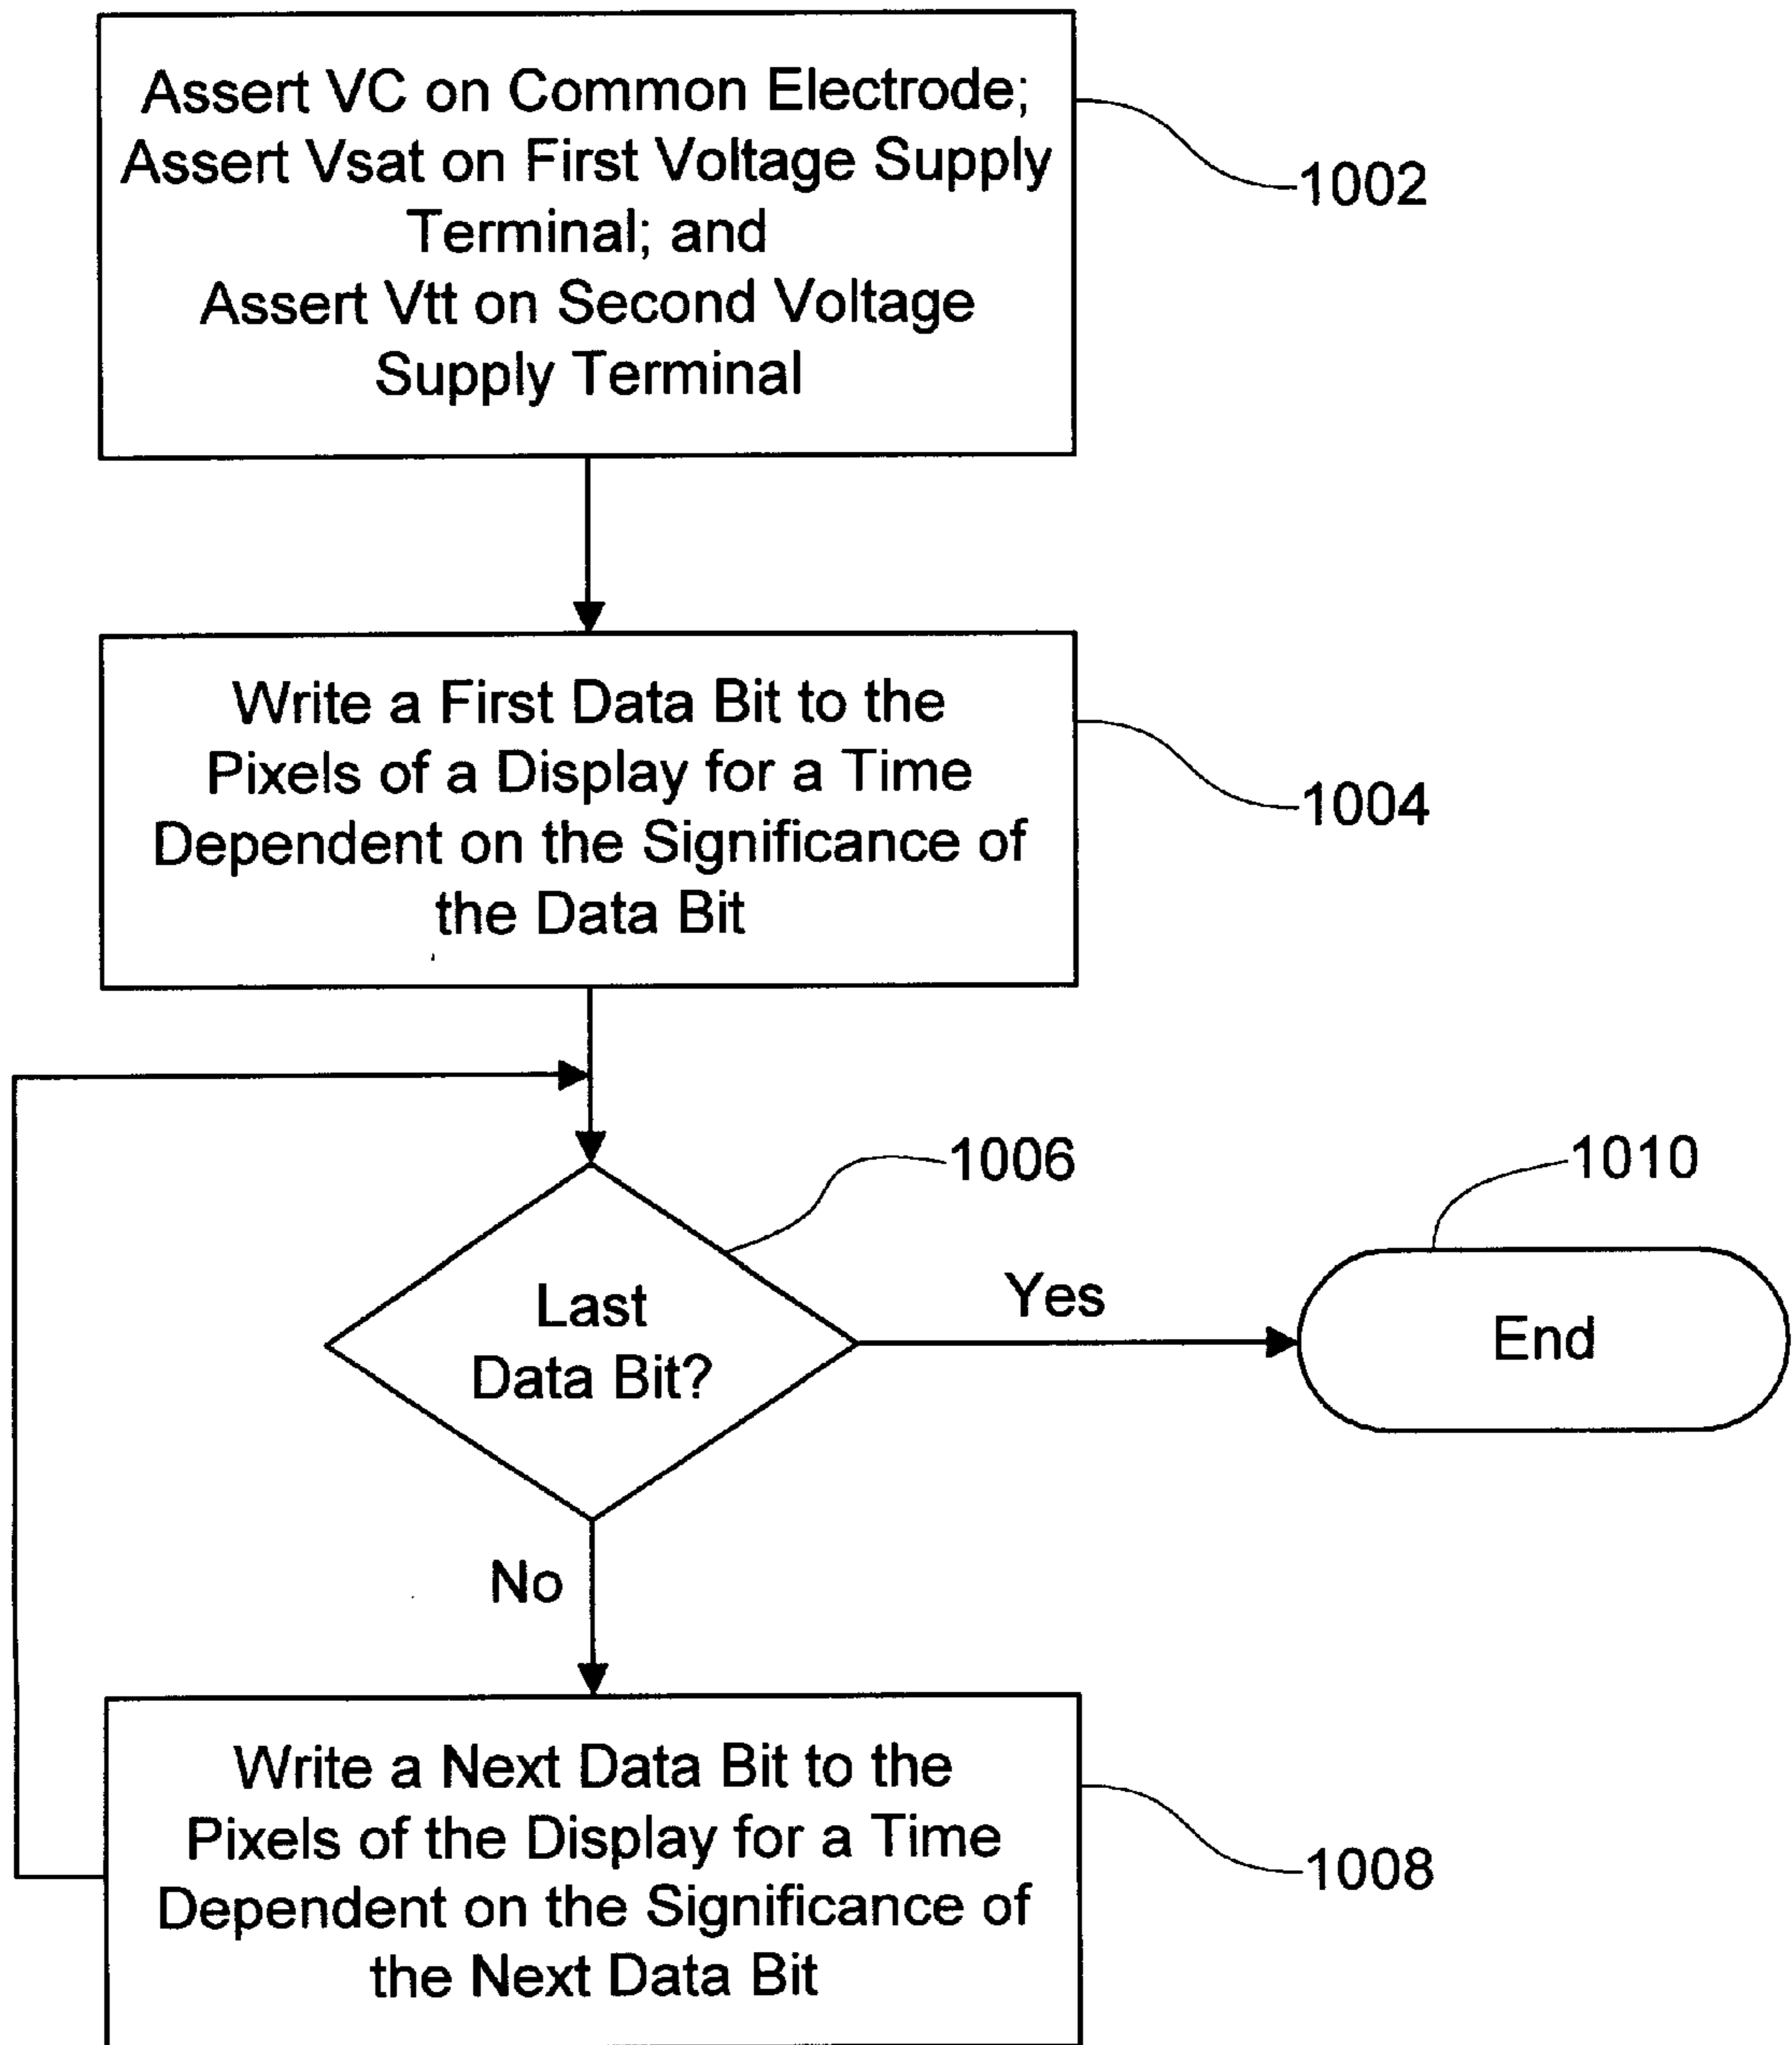 Assert VC on Common Electrode;
Assert Vsat on First Voltage Supply
Terminal; and
Assert Vtt on Second Voltage
Supply Terminal
1002
Write a First Data Bit to the
Pixels of a Display for a Time
Dependent on the Significance of
the Data Bit
1004
1006
1010
Last
Data Bit?
Yes
End
No
Write a Next Data Bit to the
Pixels of the Display for a Time
Dependent on the Significance of
the Next Data Bit
1008